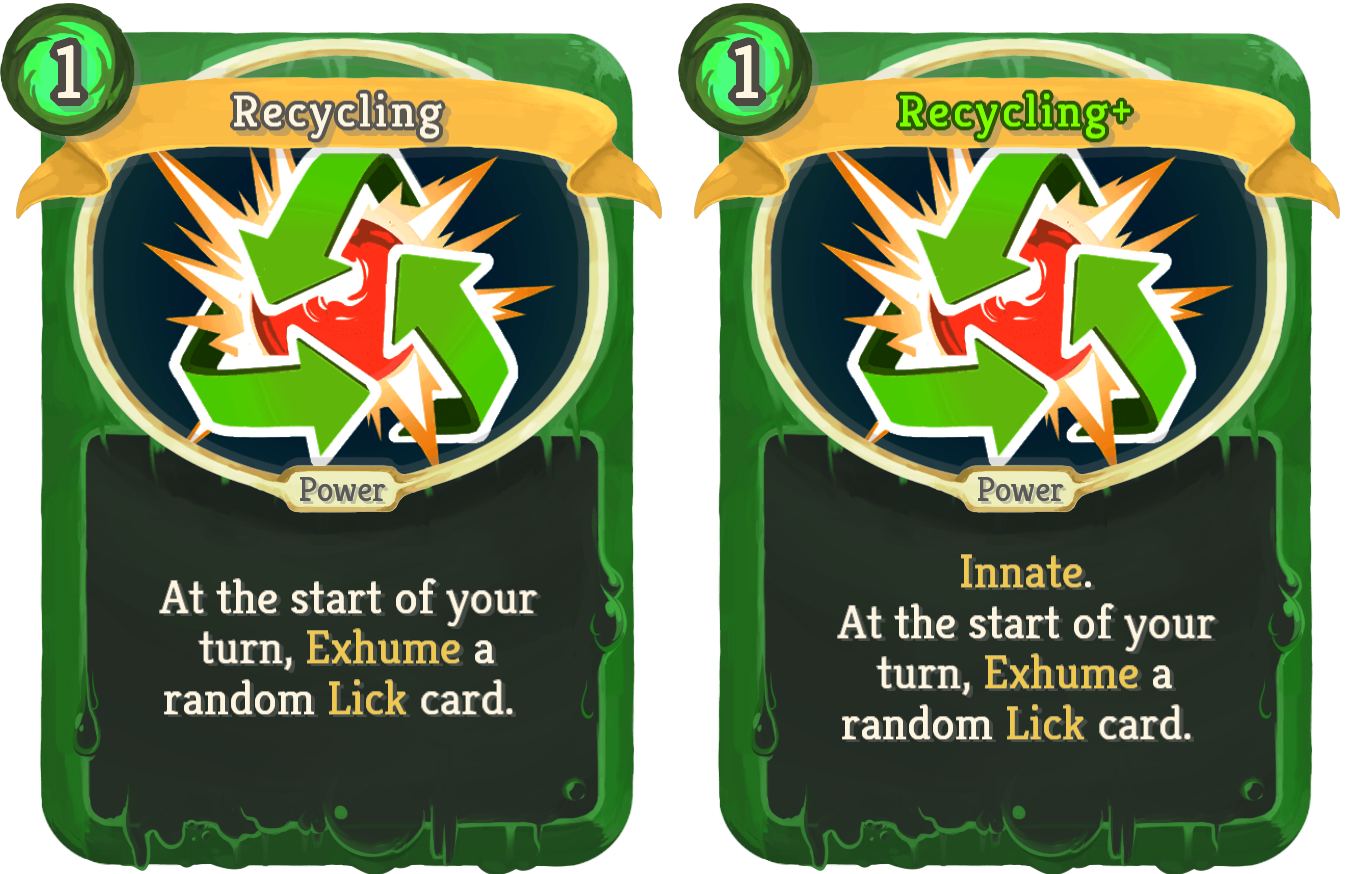 1
Recycling
Power
At the start of your
turn, Exhume a
random Lick card.
1
Recycling+
Power
Innate.
At the start of your
turn, Exhume a
random Lick card.